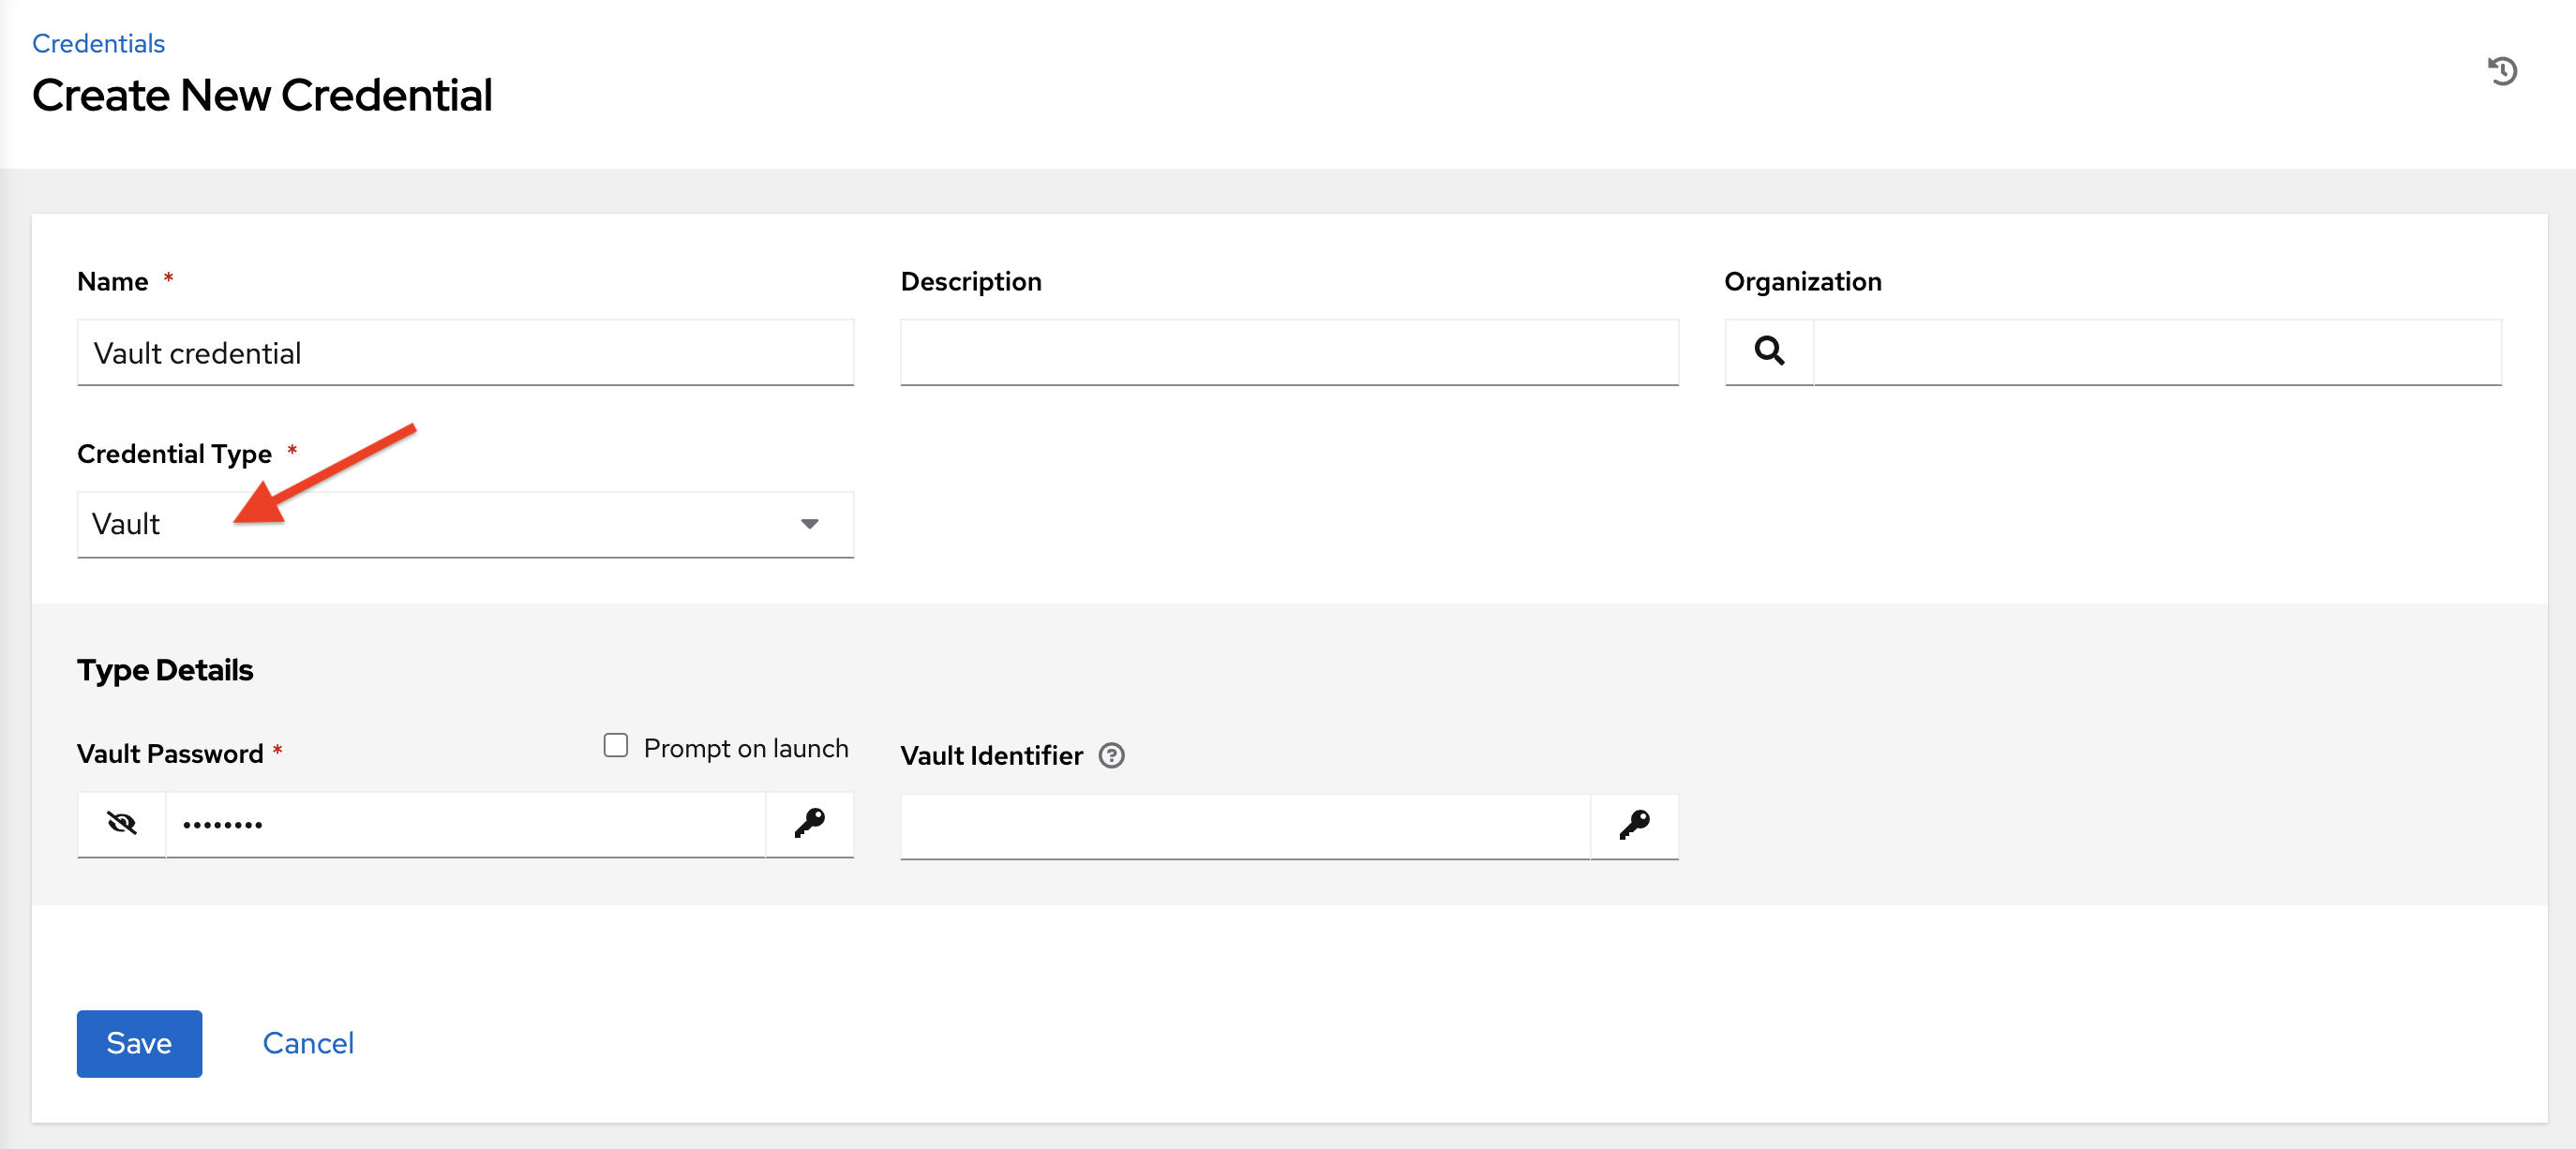 Credentials
Create New Credential
Name *
Description
Organization
Vault credential
Credential Type *
Vault
Type Details
Vault Password *
Prompt on launch
Vault Identifier
••••••••
Save
Cancel